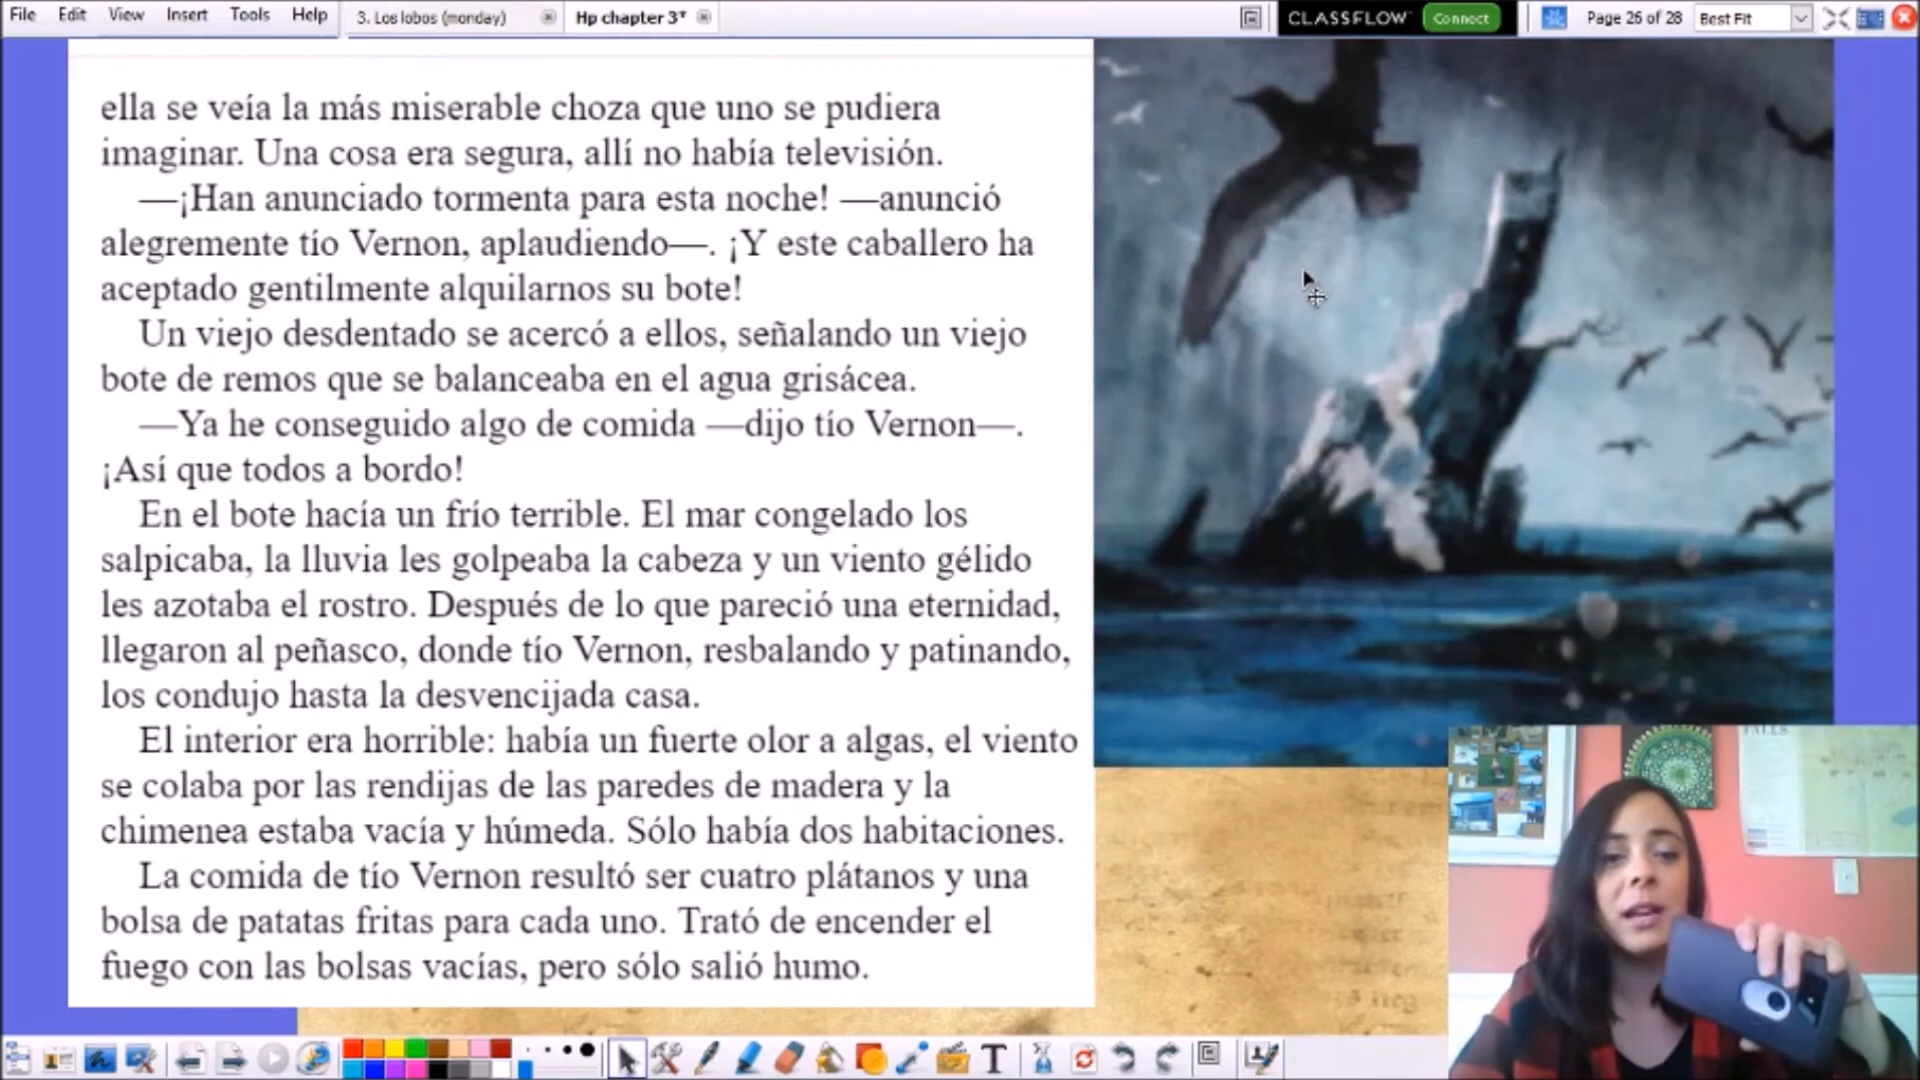 File Edit View Insert Tools Help
3. Los lobos (monday)
Hp chapter 3*
CLASSFLOW Connect
Page 26 of 28
Best Fit
ella se veía la más miserable choza que uno se pudiera
imaginar. Una cosa era segura, allí no había televisión.
—¡Han anunciado tormenta para esta noche! —anunció
alegremente tío Vernon, aplaudiendo—. ¡Y este caballero ha
aceptado gentilmente alquilarnos su bote!
Un viejo desdentado se acercó a ellos, señalando un viejo
bote de remos que se balanceaba en el agua grisácea.
—Ya he conseguido algo de comida —dijo tío Vernon—.
¡Así que todos a bordo!
En el bote hacía un frío terrible. El mar congelado los
salpicaba, la lluvia les golpeaba la cabeza y un viento gélido
les azotaba el rostro. Después de lo que pareció una eternidad,
llegaron al peñasco, donde tío Vernon, resbalando y patinando,
los condujo hasta la desvencijada casa.
El interior era horrible: había un fuerte olor a algas, el viento
se colaba por las rendijas de las paredes de madera y la
chimenea estaba vacía y húmeda. Sólo había dos habitaciones.
La comida de tío Vernon resultó ser cuatro plátanos y una
bolsa de patatas fritas para cada uno. Trató de encender el
fuego con las bolsas vacías, pero sólo salió humo.